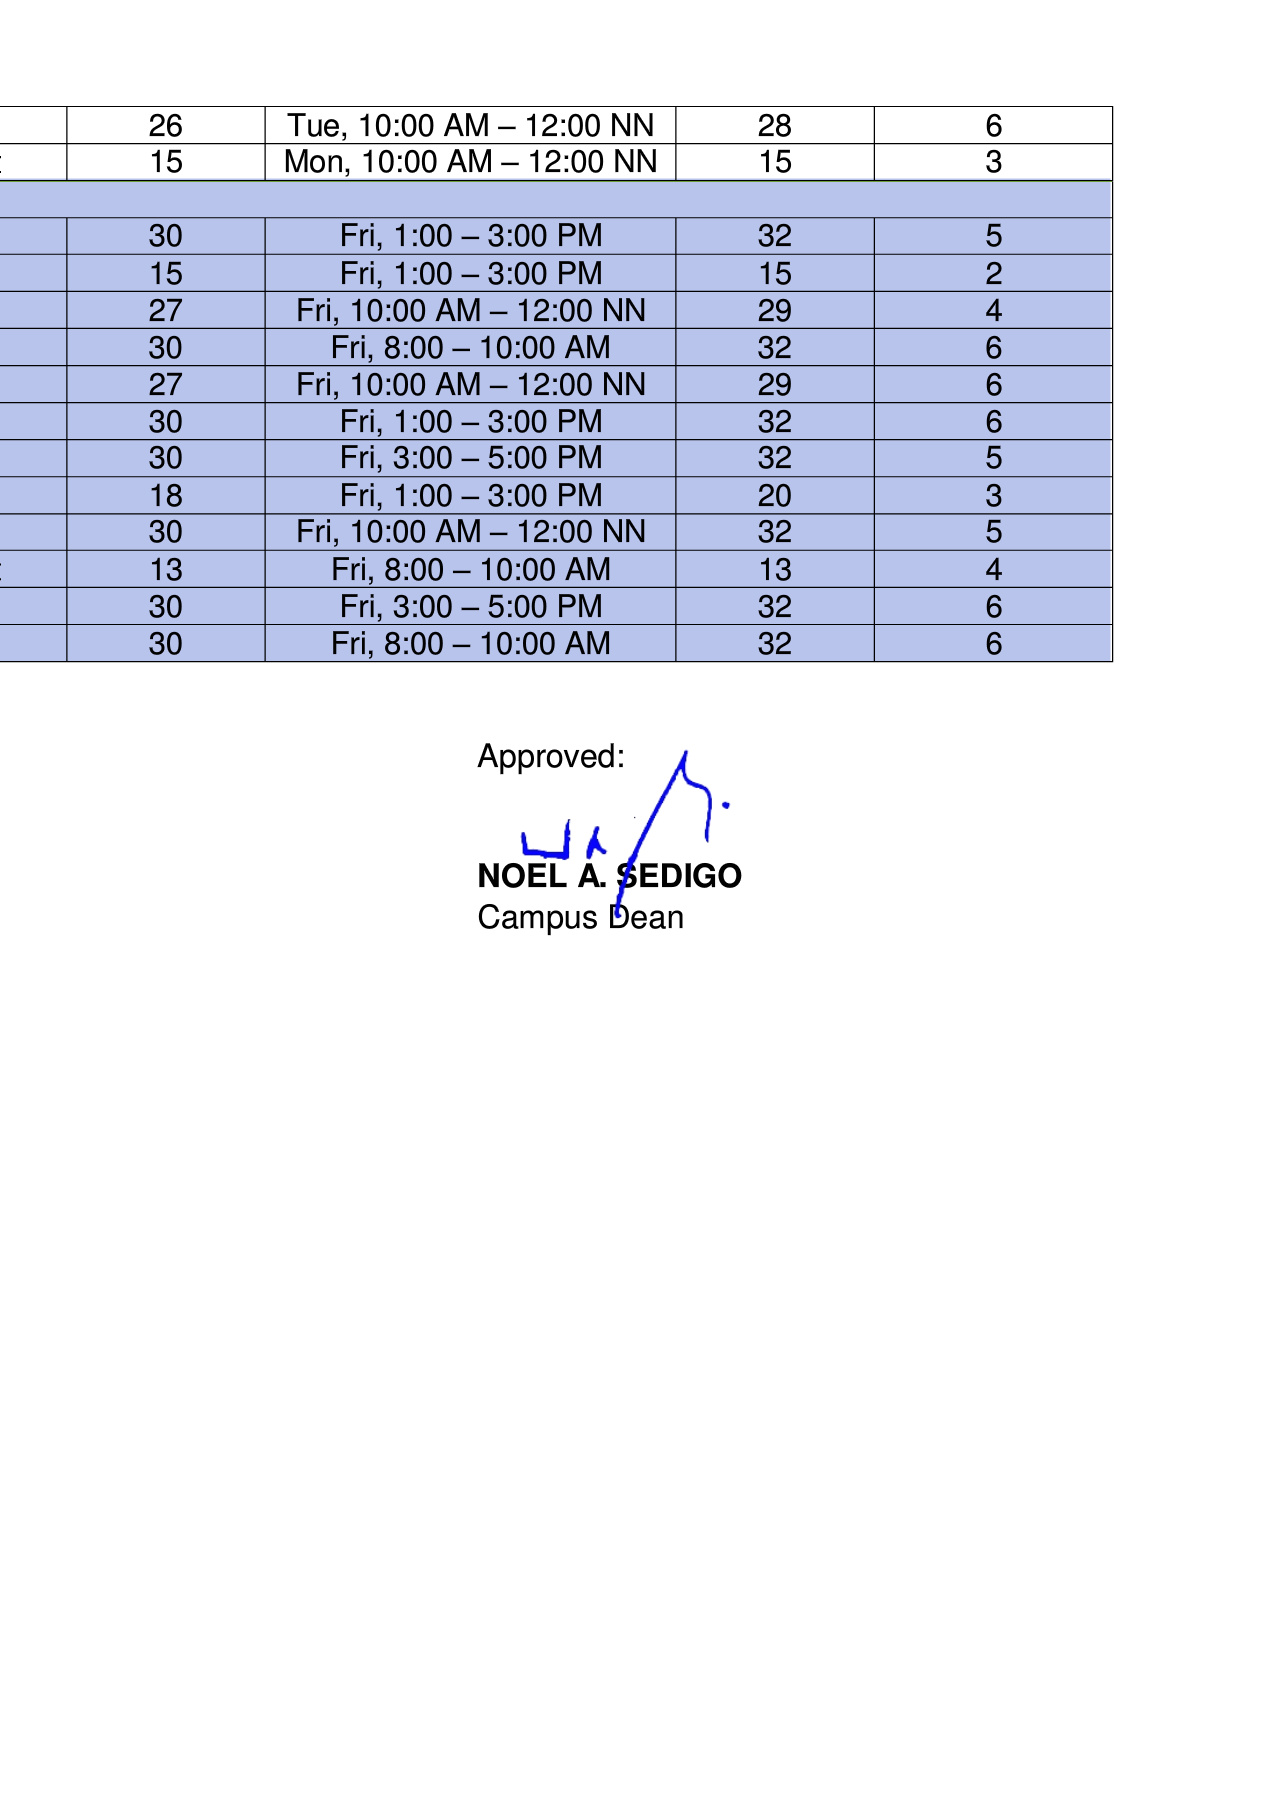 26 Tue, 10:00 AM – 12:00 NN 28 6
15 Mon, 10:00 AM – 12:00 NN 15 3
30 Fri, 1:00 – 3:00 PM 32 5
15 Fri, 1:00 – 3:00 PM 15 2
27 Fri, 10:00 AM – 12:00 NN 29 4
30 Fri, 8:00 – 10:00 AM 32 6
27 Fri, 10:00 AM – 12:00 NN 29 6
30 Fri, 1:00 – 3:00 PM 32 6
30 Fri, 3:00 – 5:00 PM 32 5
18 Fri, 1:00 – 3:00 PM 20 3
30 Fri, 10:00 AM – 12:00 NN 32 5
13 Fri, 8:00 – 10:00 AM 13 4
30 Fri, 3:00 – 5:00 PM 32 6
30 Fri, 8:00 – 10:00 AM 32 6
Approved:
NOEL A. SEDIGO
Campus Dean